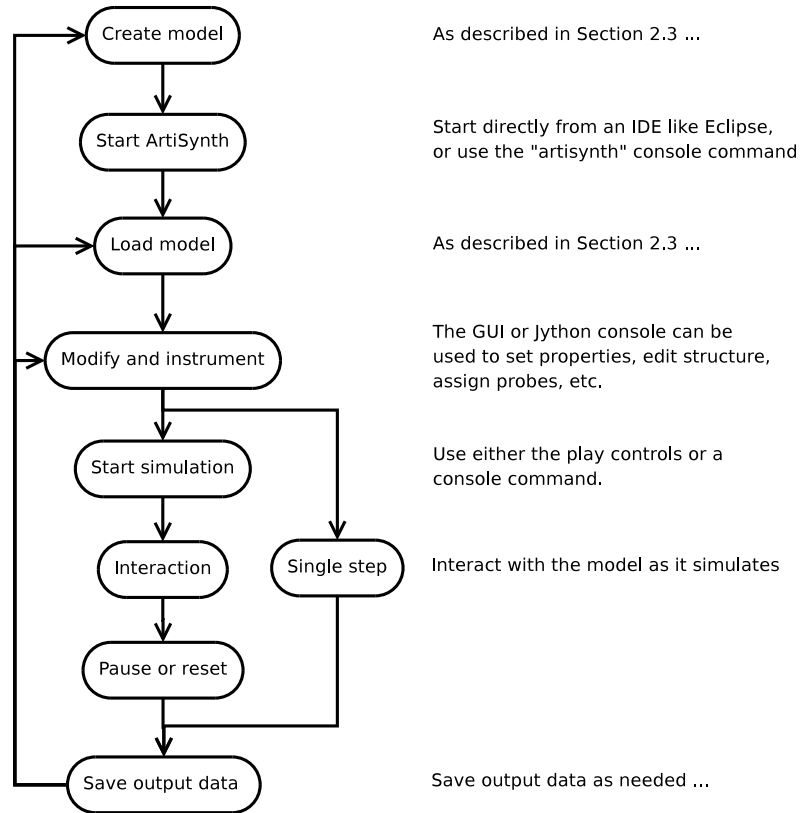 Create model
As described in Section 2.3 ...
Start ArtiSynth
Start directly from an IDE like Eclipse,
or use the "artisynth" console command
Load model
As described in Section 2.3 ...
Modify and instrument
The GUI or Jython console can be
used to set properties, edit structure,
assign probes, etc.
Start simulation
Use either the play controls or a
console command.
Interaction
Single step
Interact with the model as it simulates
Pause or reset
Save output data
Save output data as needed ...